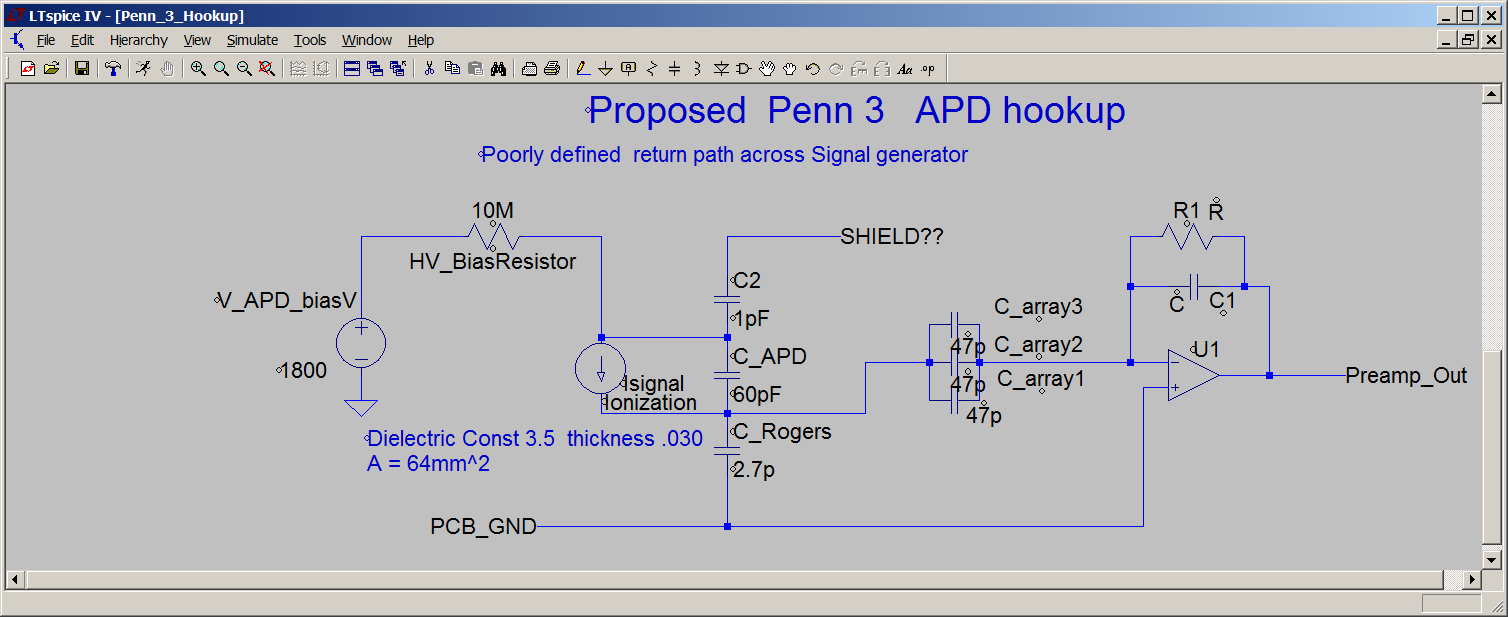 LTspice IV - [Penn_3_Hookup]
File Edit Hierarchy View Simulate Tools Window Help
Aa .op
Proposed Penn 3 APD hookup
Poorly defined return path across Signal generator
10M
HV_BiasResistor
V_APD_biasV
+
−
1800
SHIELD??
C2
1pF
C_APD
60pF
Isignal
Ionization
C_Rogers
2.7p
Dielectric Const 3.5 thickness .030
A = 64mm^2
PCB_GND
C_array3
47p
C_array2
47p
C_array1
47p
R1 R
C C1
U1
−
+
Preamp_Out